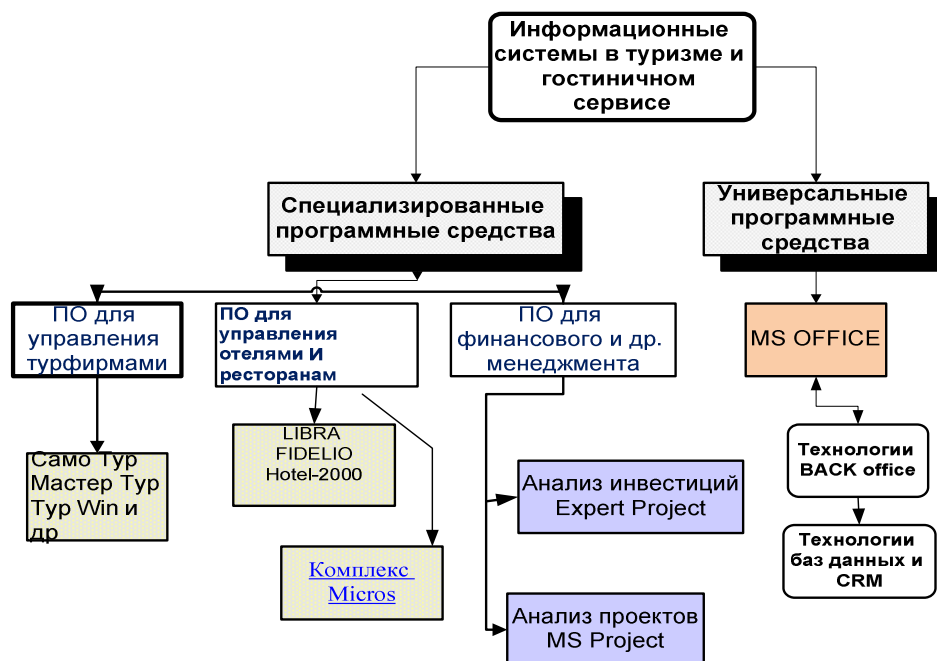 Информационные
системы в туризме и
гостиничном
сервисе
Специализированные
программные средства
Универсальные
программные
средства
ПО для
управления
турфирмами
ПО для
управления
отелями И
ресторанам
ПО для
финансового и др.
менеджмента
MS OFFICE
Само Тур
Мастер Тур
Тур Win и
др
LIBRA
FIDELIO
Hotel-2000
Комплекс
Micros
Анализ инвестиций
Expert Project
Анализ проектов
MS Project
Технологии
BACK office
Технологии
баз данных и
CRM